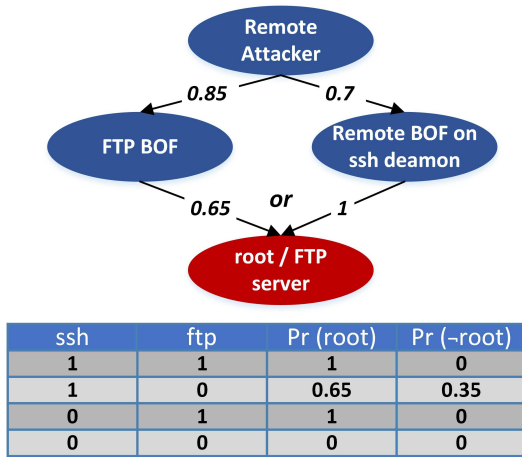 Remote
Attacker
0.85
0.7
FTP BOF
Remote BOF on
ssh deamon
0.65
or
1
root / FTP
server
ssh ftp Pr (root) Pr (¬root)
1 1 1 0
1 0 0.65 0.35
0 1 1 0
0 0 0 0